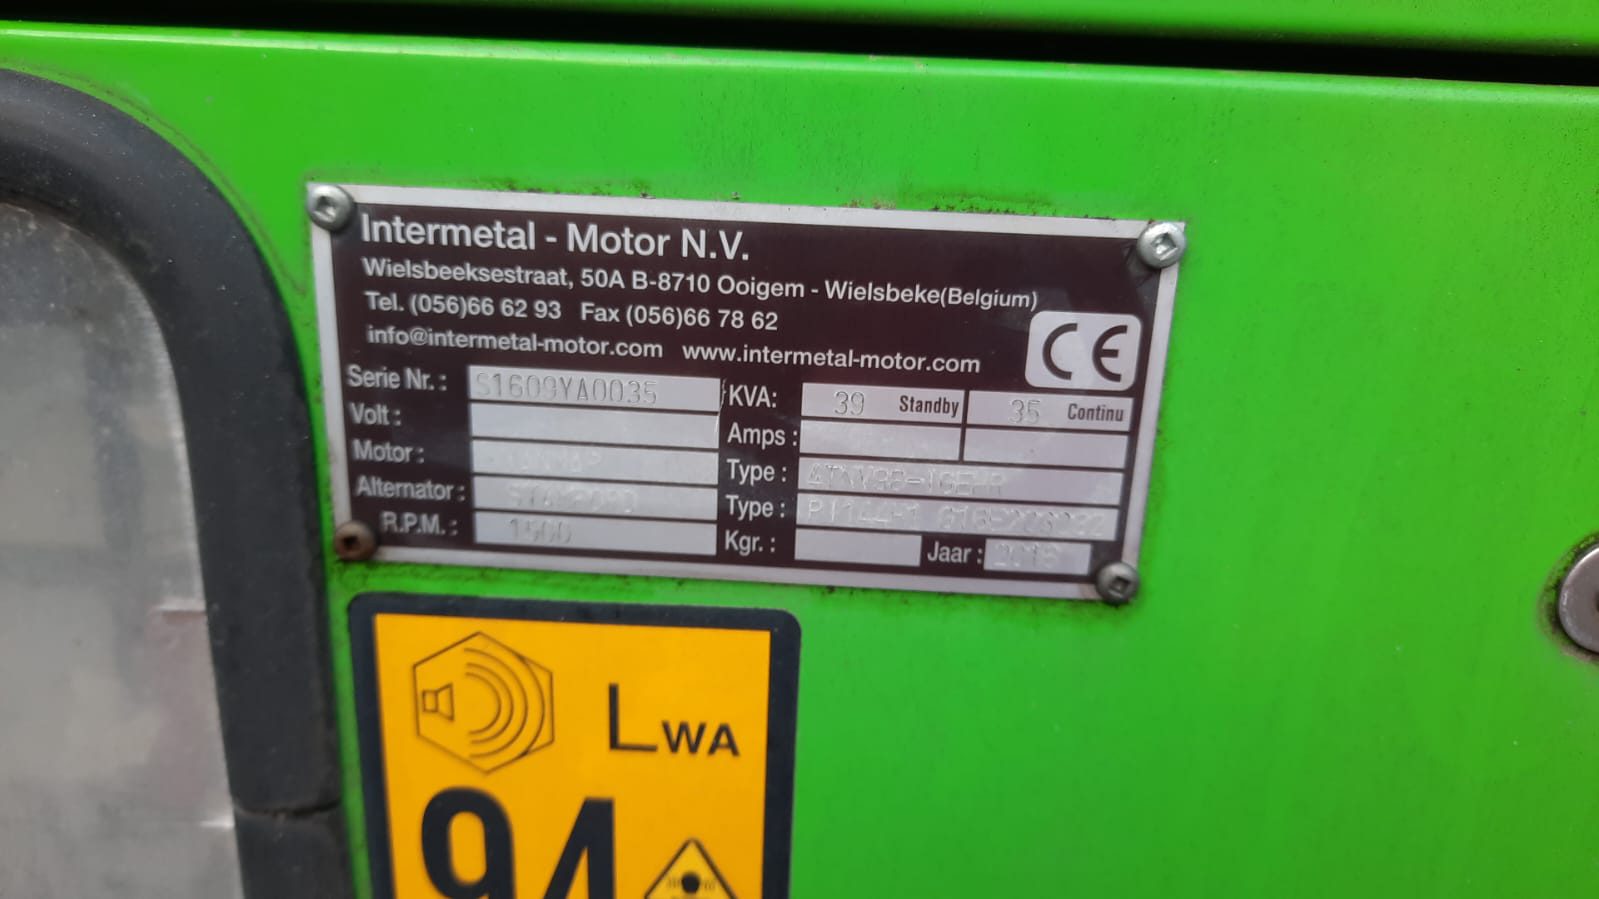 Intermetal - Motor N.V.
Wielsbeeksestraat, 50A B-8710 Ooigem - Wielsbeke(Belgium)
Tel. (056)66 62 93 Fax (056)66 78 62
info@intermetal-motor.com www.intermetal-motor.com
CE
Serie Nr.: S1609YA0035 KVA: 39 Standby 35 Continu
Volt: Amps:
Motor: Type:
Alternator: Type:
R.P.M.: 1500 Kgr.: Jaar:
LWA
94